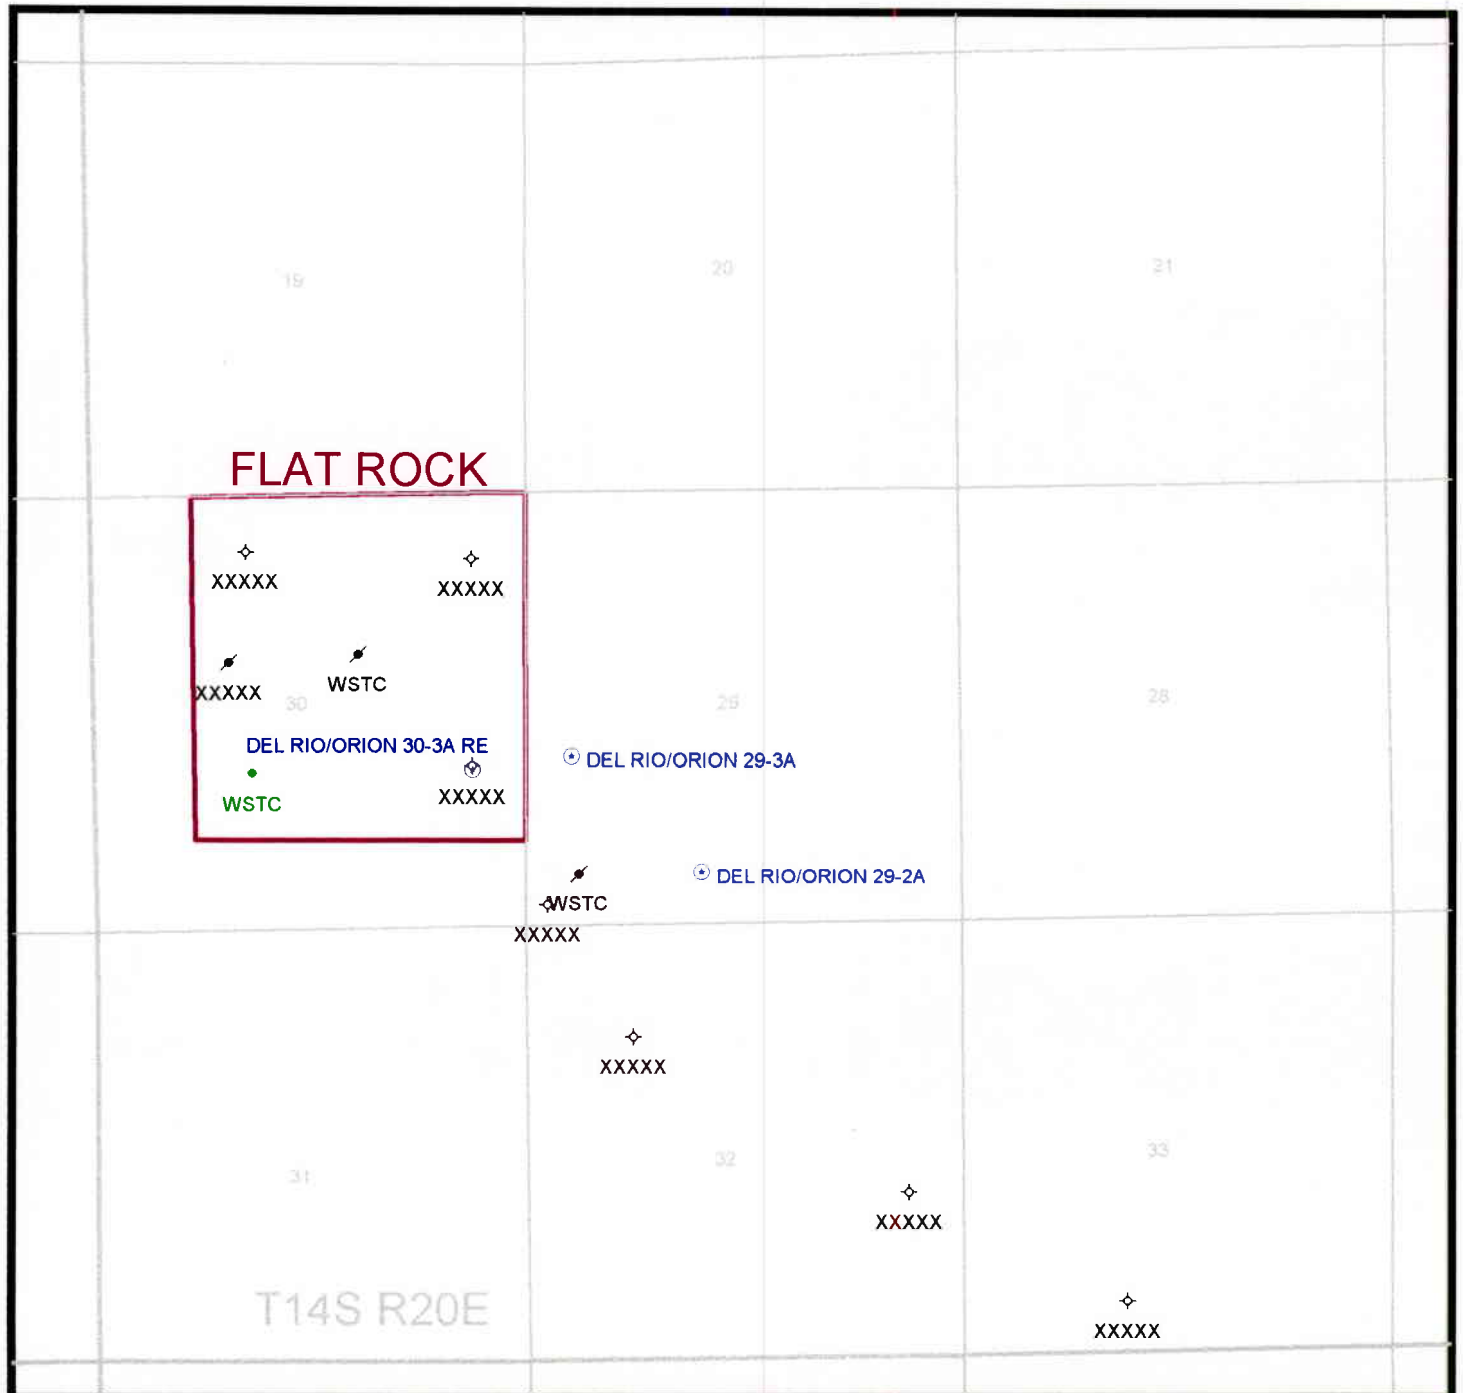 19
20
21
FLAT ROCK
XXXXX
XXXXX
XXXXX
WSTC
30
29
28
DEL RIO/ORION 30-3A RE
DEL RIO/ORION 29-3A
WSTC
XXXXX
DEL RIO/ORION 29-2A
WSTC
XXXXX
XXXXX
31
32
33
XXXXX
T14S R20E
XXXXX